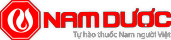 NAM DƯỢC
Tự hào thuốc Nam người Việt